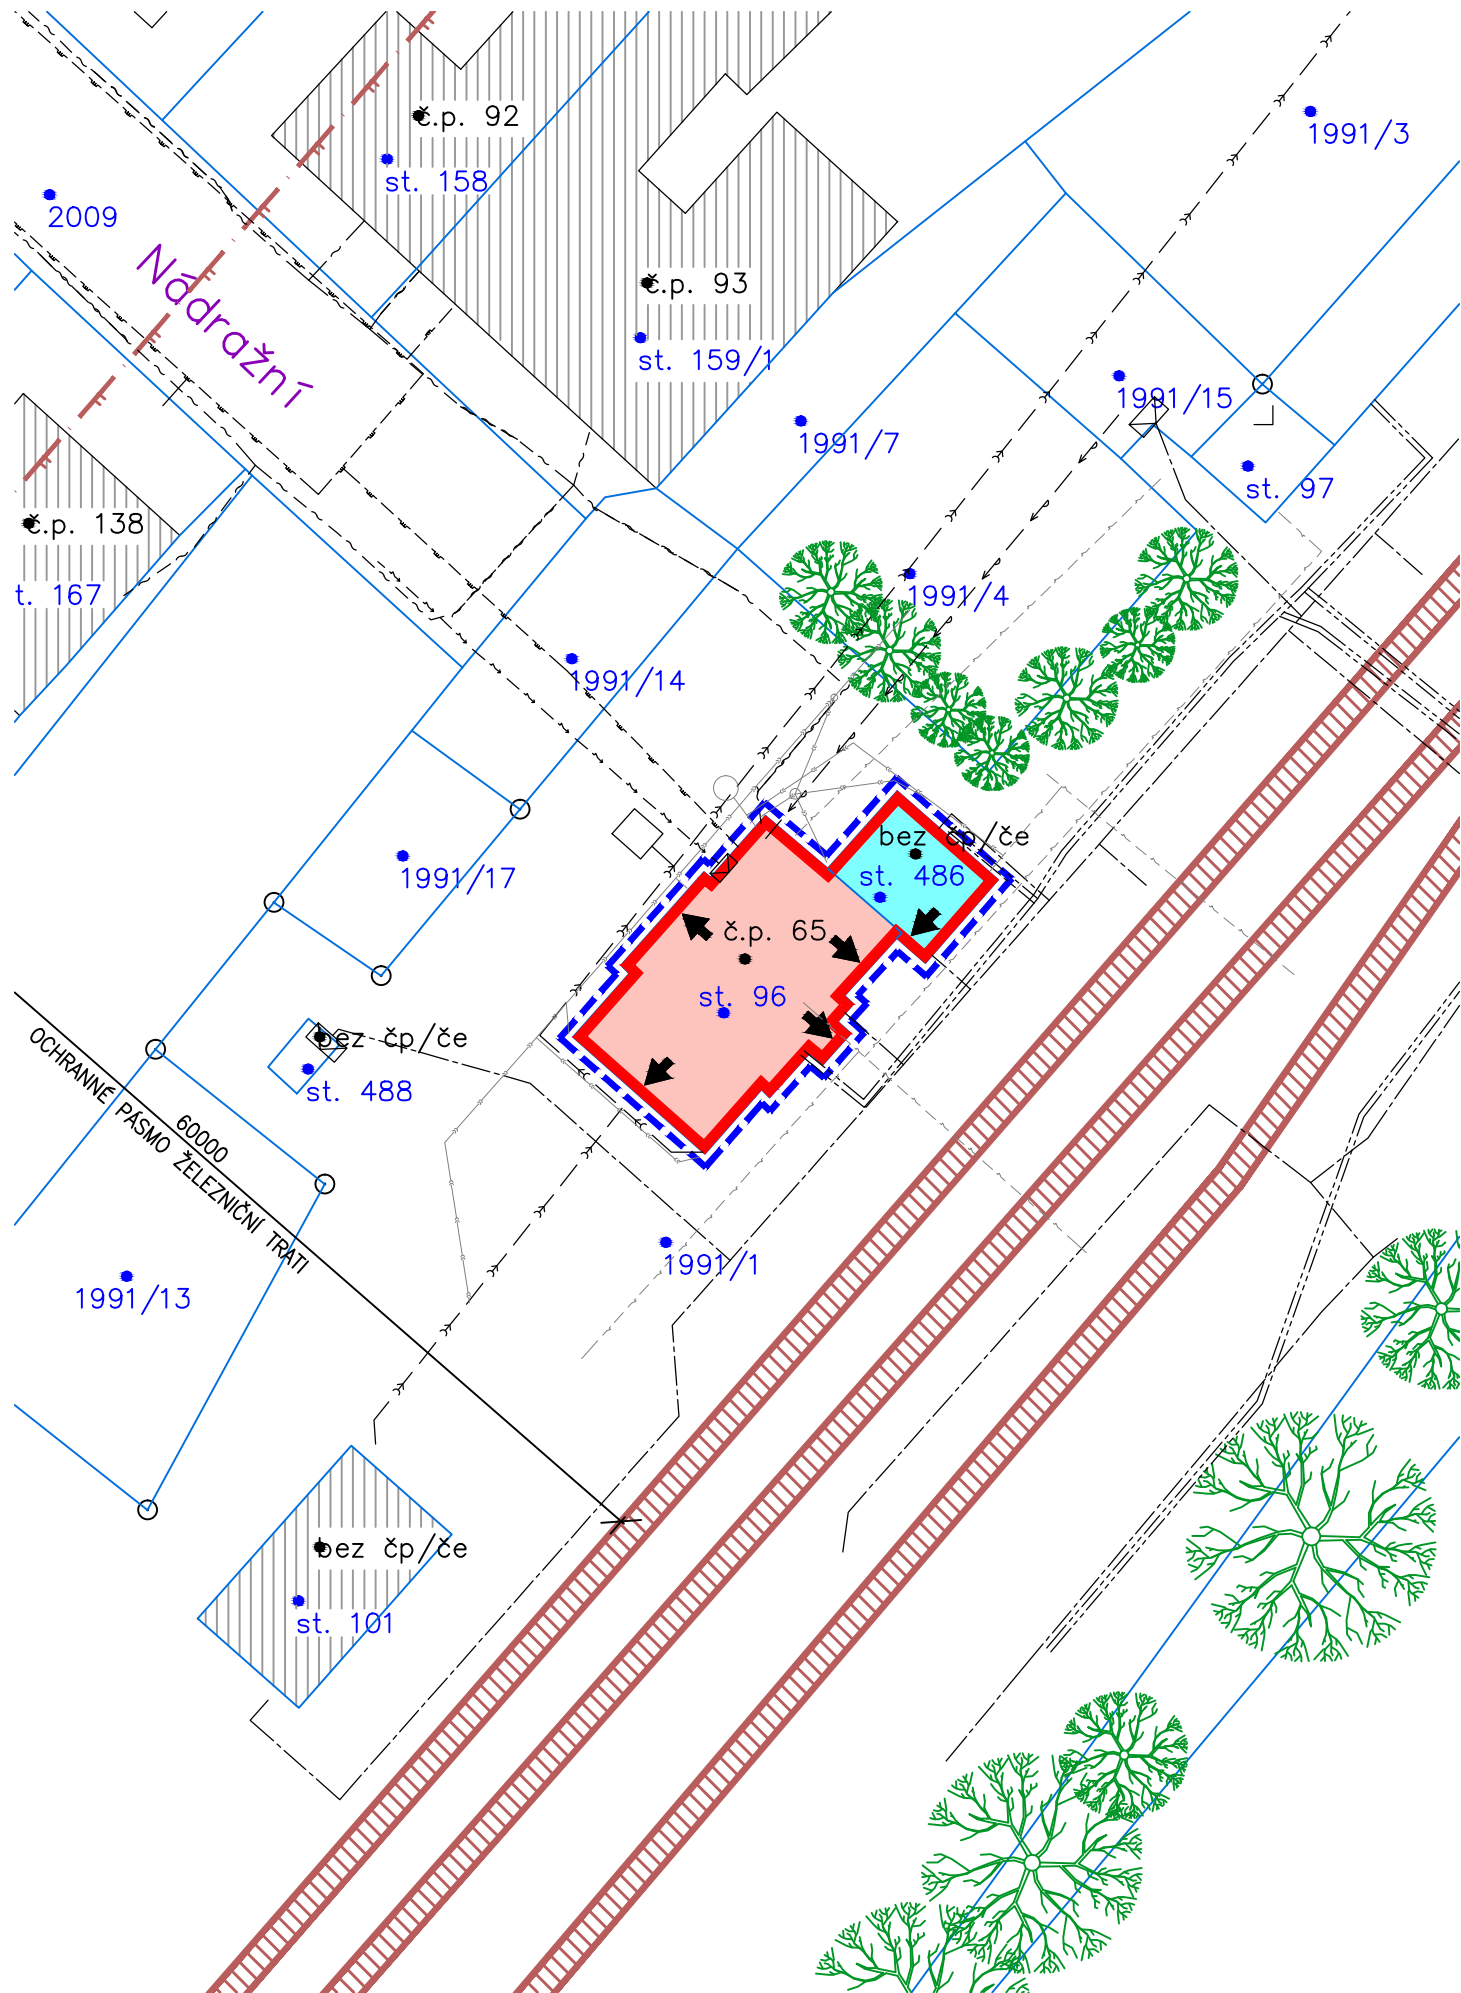 č.p. 92
1991/3
st. 158
2009
Nádražní
č.p. 93
st. 159/1
1991/15
1991/7
st. 97
č.p. 138
t. 167
1991/4
1991/14
bez čp/če
st. 486
1991/17
č.p. 65
st. 96
bez čp/če
st. 488
60000
OCHRANNÉ PÁSMO ŽELEZNIČNÍ TRATI
1991/1
1991/13
bez čp/če
st. 101